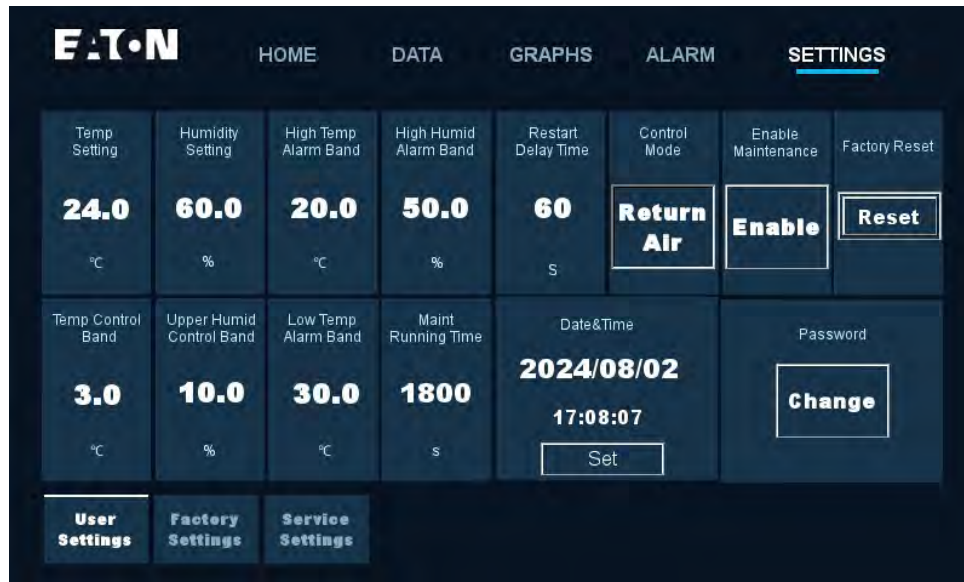 EATON
HOME DATA GRAPHS ALARM SETTINGS
Temp
Setting
24.0
℃
Humidity
Setting
60.0
%
High Temp
Alarm Band
20.0
℃
High Humid
Alarm Band
50.0
%
Restart
Delay Time
60
S
Control
Mode
Return
Air
Enable
Maintenance
Enable
Factory Reset
Reset
Temp Control
Band
3.0
℃
Upper Humid
Control Band
10.0
%
Low Temp
Alarm Band
30.0
℃
Maint
Running Time
1800
s
Date&Time
2024/08/02
17:08:07
Set
Password
Change
User
Settings
Factory
Settings
Service
Settings